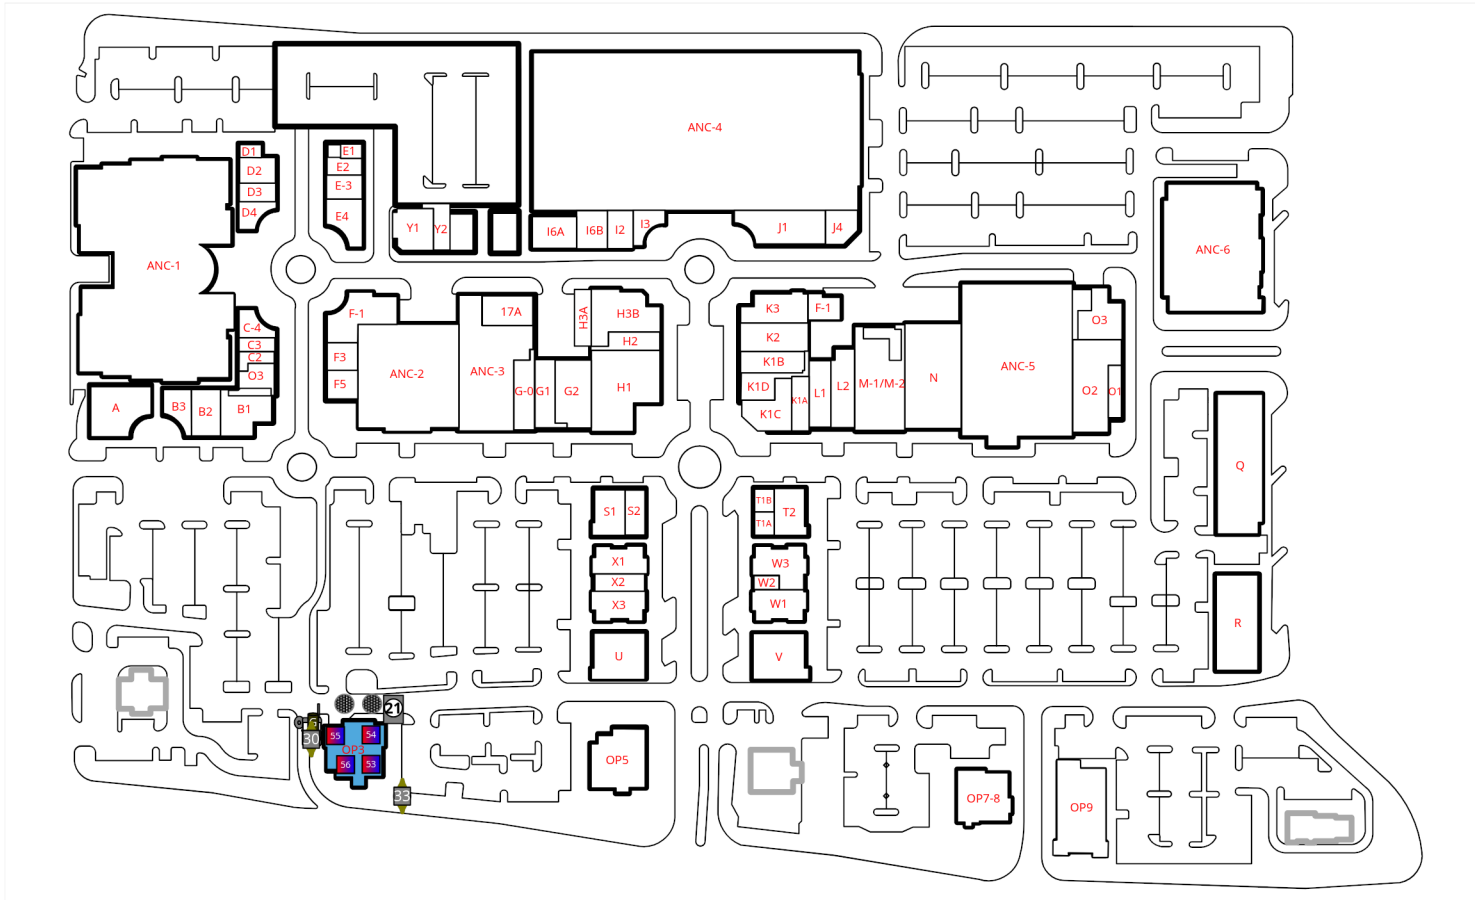 ANC-4
D1
D2
D3
D4
E1
E2
E-3
E4
Y1
Y2
I6A
I6B
I2
I3
J1
J4
ANC-6
ANC-1
C-4
C3
C2
O3
A
B3
B2
B1
F-1
F3
F5
ANC-2
ANC-3
17A
G-0
G1
G2
H3A
H3B
H2
H1
K3
F-1
K2
K1B
K1D
K1C
K1A
L1
L2
M-1/M-2
N
ANC-5
O3
O2
O1
Q
R
S1
S2
X1
X2
X3
U
T1B
T1A
T2
W3
W2
W1
V
21
30
55
54
OP3
56
53
33
OP5
OP7-8
OP9